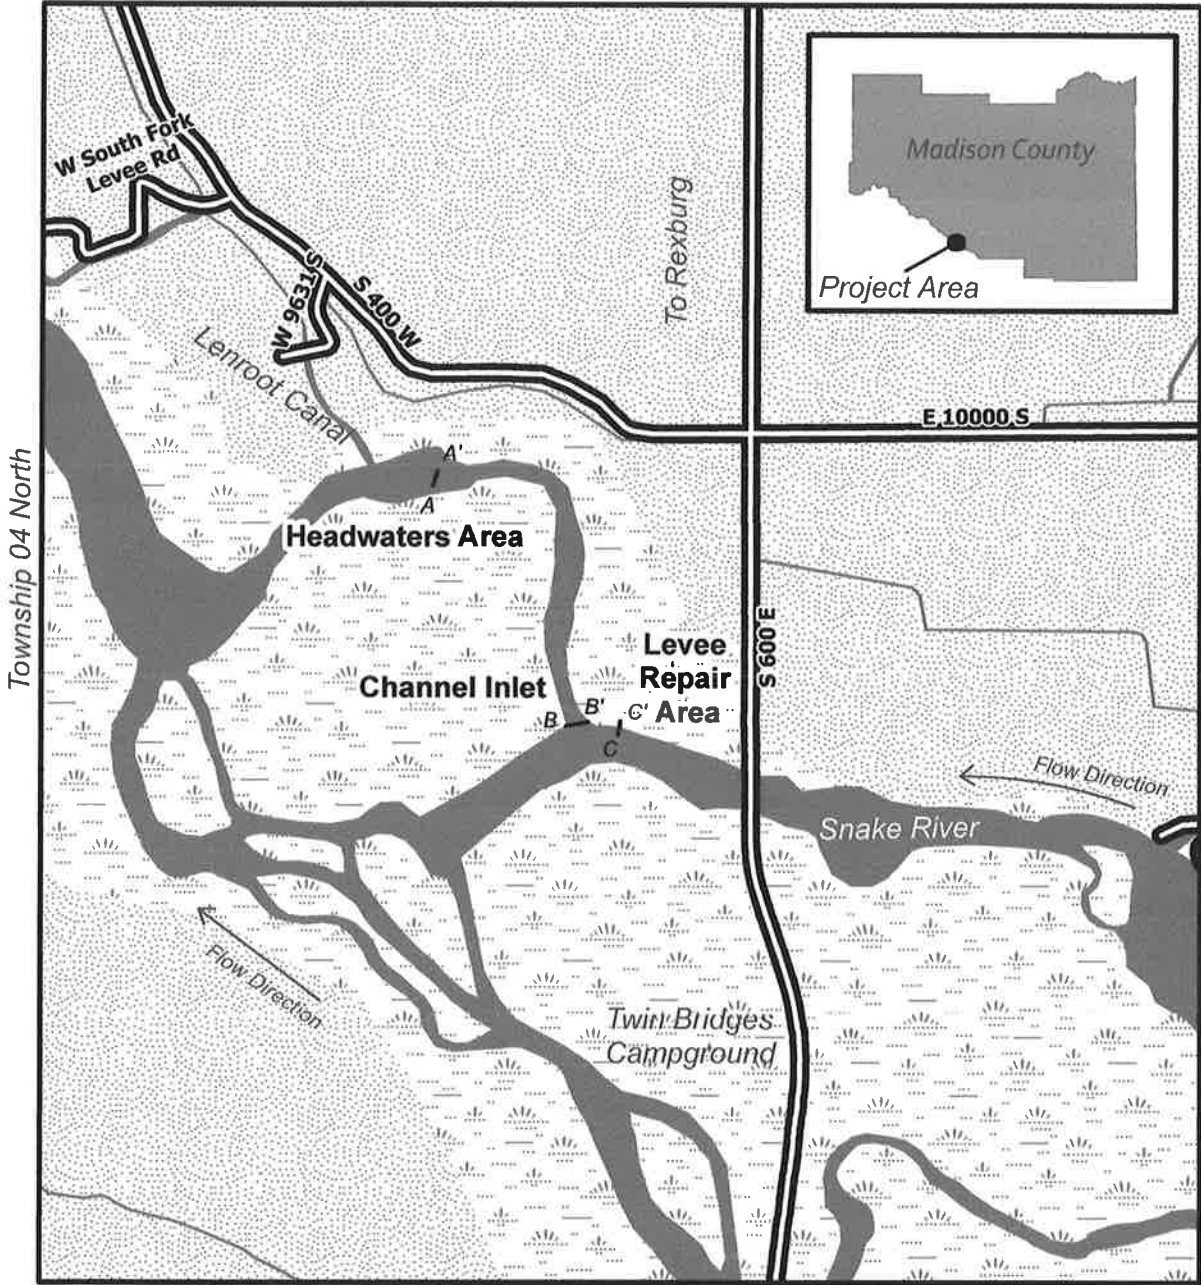 W South Fork
Levee Rd
To Rexburg
Madison County
Project Area
W 9631 S
S 400 W
Lenroot Canal
E 10000 S
A'
A
Township 04 North
Headwaters Area
Levee
Repair
Area
S 600 E
Channel Inlet
B
B'
C'
C
Flow Direction
Snake River
Flow Direction
Twin Bridges
Campground